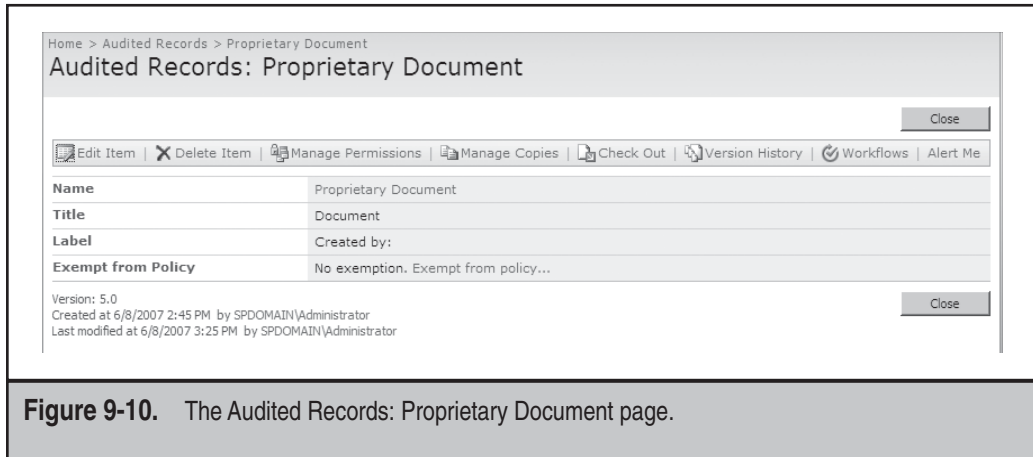 Home > Audited Records > Proprietary Document
Audited Records: Proprietary Document
Close
Edit Item | Delete Item | Manage Permissions | Manage Copies | Check Out | Version History | Workflows | Alert Me
Name Proprietary Document
Title Document
Label Created by:
Exempt from Policy No exemption. Exempt from policy...
Version: 5.0
Close
Created at 6/8/2007 2:45 PM by SPDOMAIN\Administrator
Last modified at 6/8/2007 3:25 PM by SPDOMAIN\Administrator
Figure 9-10. The Audited Records: Proprietary Document page.